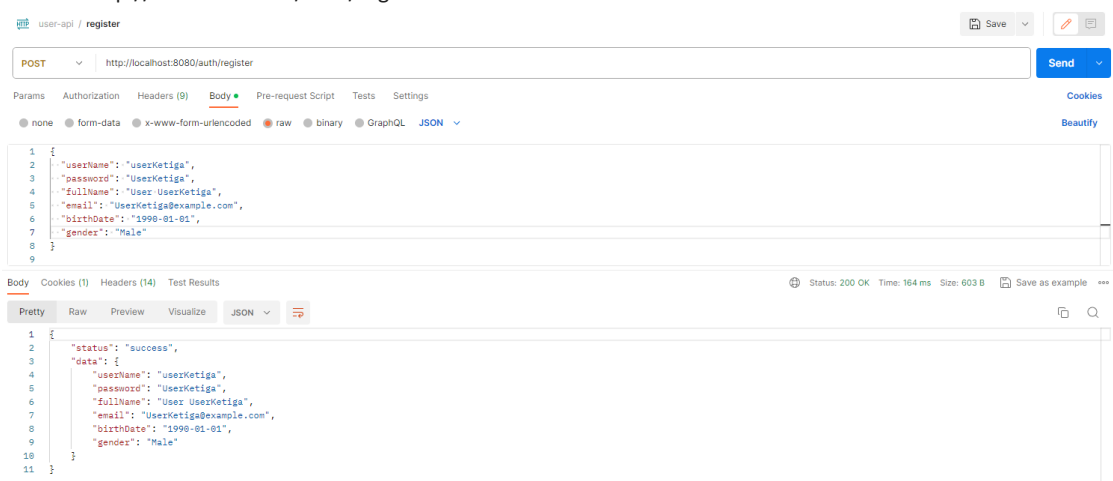 user-api / register
Save
POST http://localhost:8080/auth/register Send
Params Authorization Headers (9) Body Pre-request Script Tests Settings Cookies
none form-data x-www-form-urlencoded raw binary GraphQL JSON Beautify
1 {
2 "userName": "userKetiga",
3 "password": "UserKetiga",
4 "fullName": "User UserKetiga",
5 "email": "UserKetiga@example.com",
6 "birthDate": "1990-01-01",
7 "gender": "Male"
8 }
9
Body Cookies (1) Headers (14) Test Results Status: 200 OK Time: 164 ms Size: 603 B Save as example
Pretty Raw Preview Visualize JSON
1 {
2 "status": "success",
3 "data": {
4 "userName": "userKetiga",
5 "password": "UserKetiga",
6 "fullName": "User UserKetiga",
7 "email": "UserKetiga@example.com",
8 "birthDate": "1990-01-01",
9 "gender": "Male"
10 }
11 }